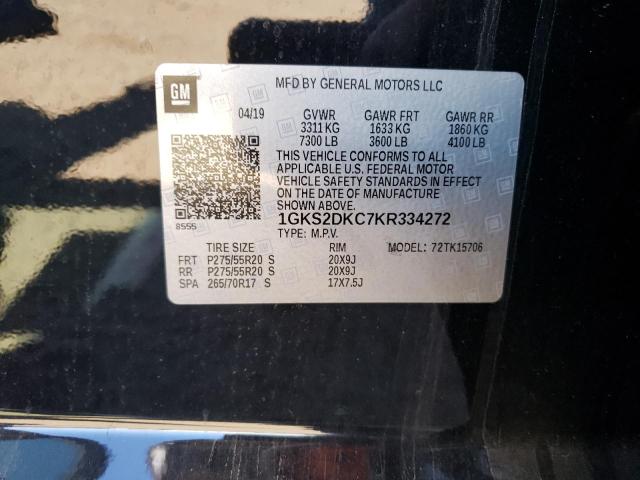 GM
MFD BY GENERAL MOTORS LLC
04/19 GVWR GAWR FRT GAWR RR
3311 KG 1633 KG 1860 KG
7300 LB 3600 LB 4100 LB
THIS VEHICLE CONFORMS TO ALL
APPLICABLE U.S. FEDERAL MOTOR
VEHICLE SAFETY STANDARDS IN EFFECT ON THE DATE OF MANUFACTURE
SHOWN ABOVE.
8555 1GKS2DKC7KR334272
TYPE: M.P.V.
TIRE SIZE RIM MODEL: 72TK15706
FRT P275/55R20 S 20X9J
RR P275/55R20 S 20X9J
SPA 265/70R17 S 17X7.5J